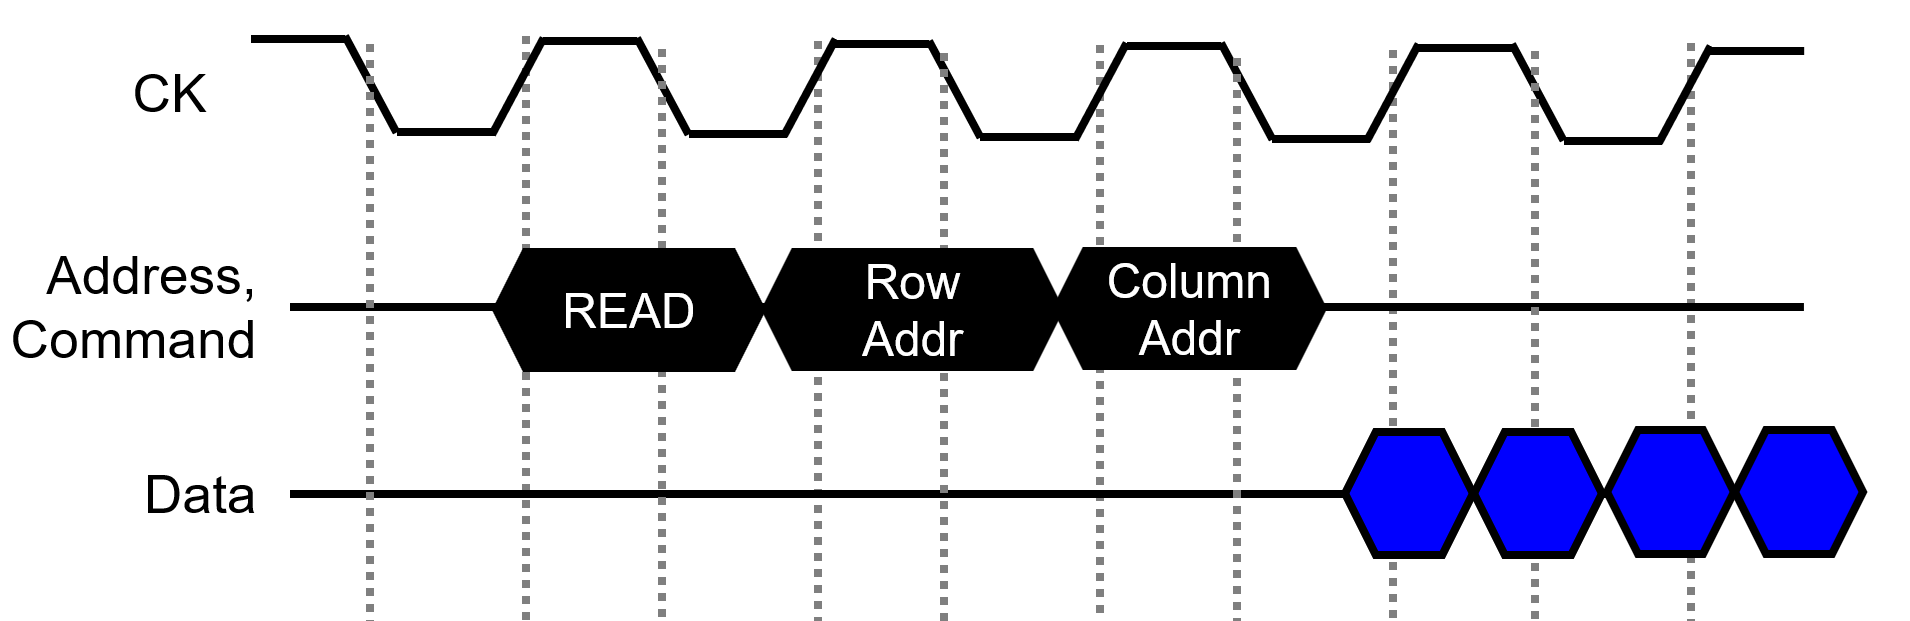 CK
Address,
Command
READ
Row
Addr
Column
Addr
Data